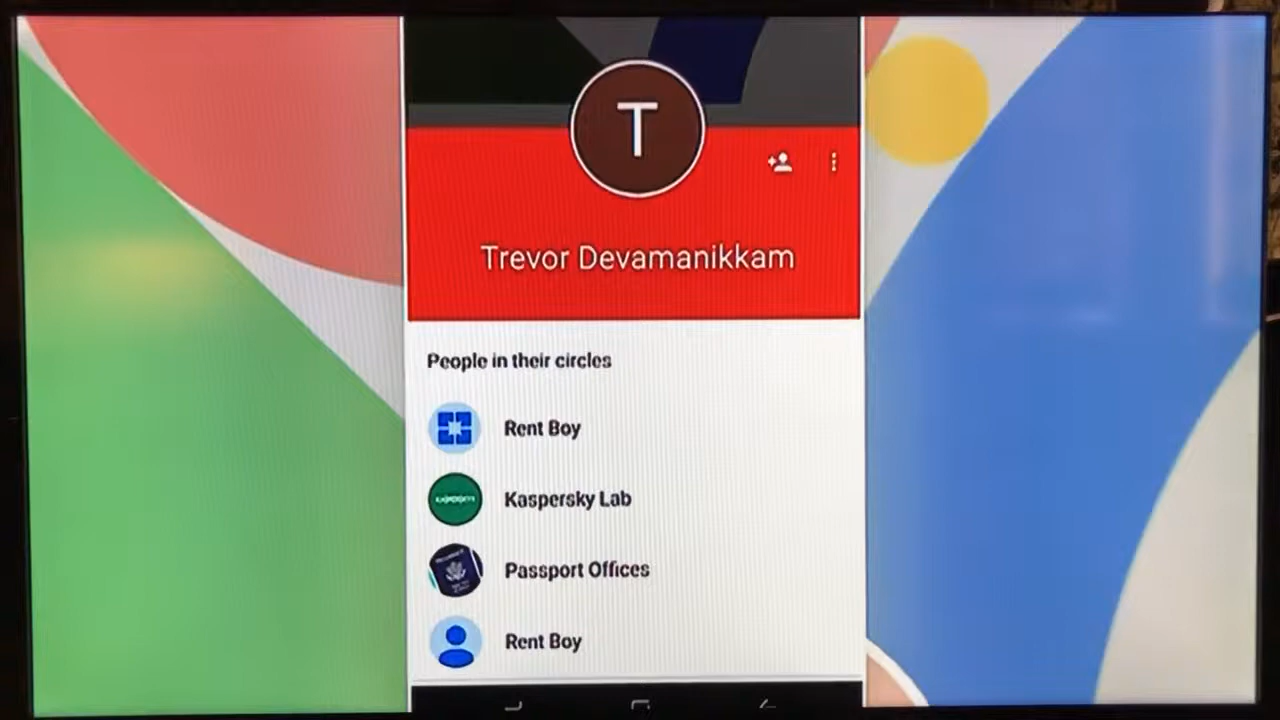 T
Trevor Devamanikkam
People in their circles
Rent Boy
Kaspersky Lab
Passport Offices
Rent Boy